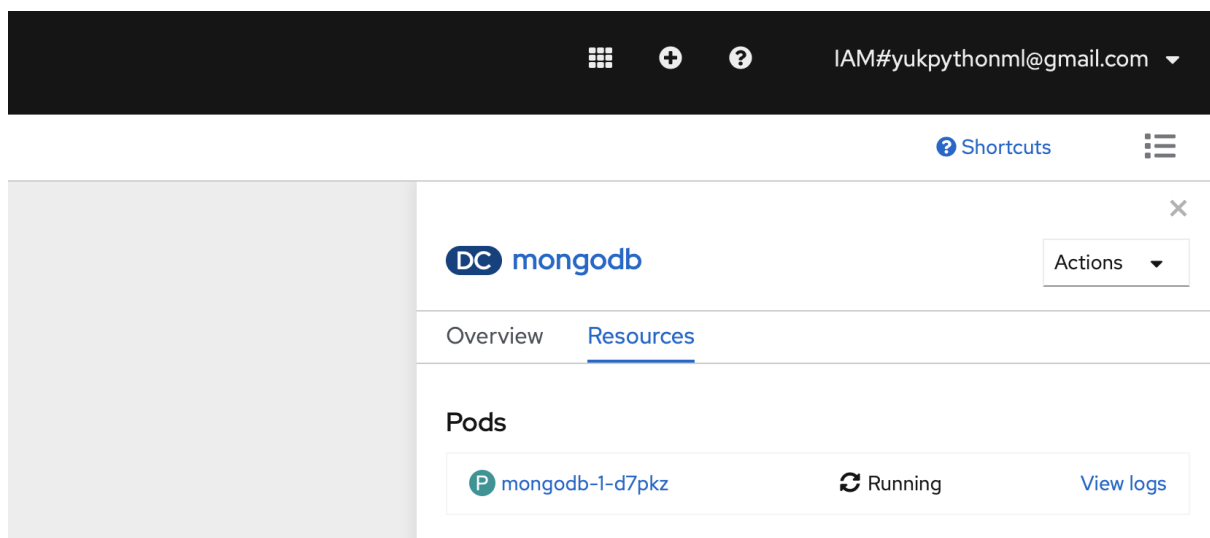 IAM#yukpythonml@gmail.com
Shortcuts
DC mongodb
Actions
Overview Resources
Pods
P mongodb-1-d7pkz Running View logs